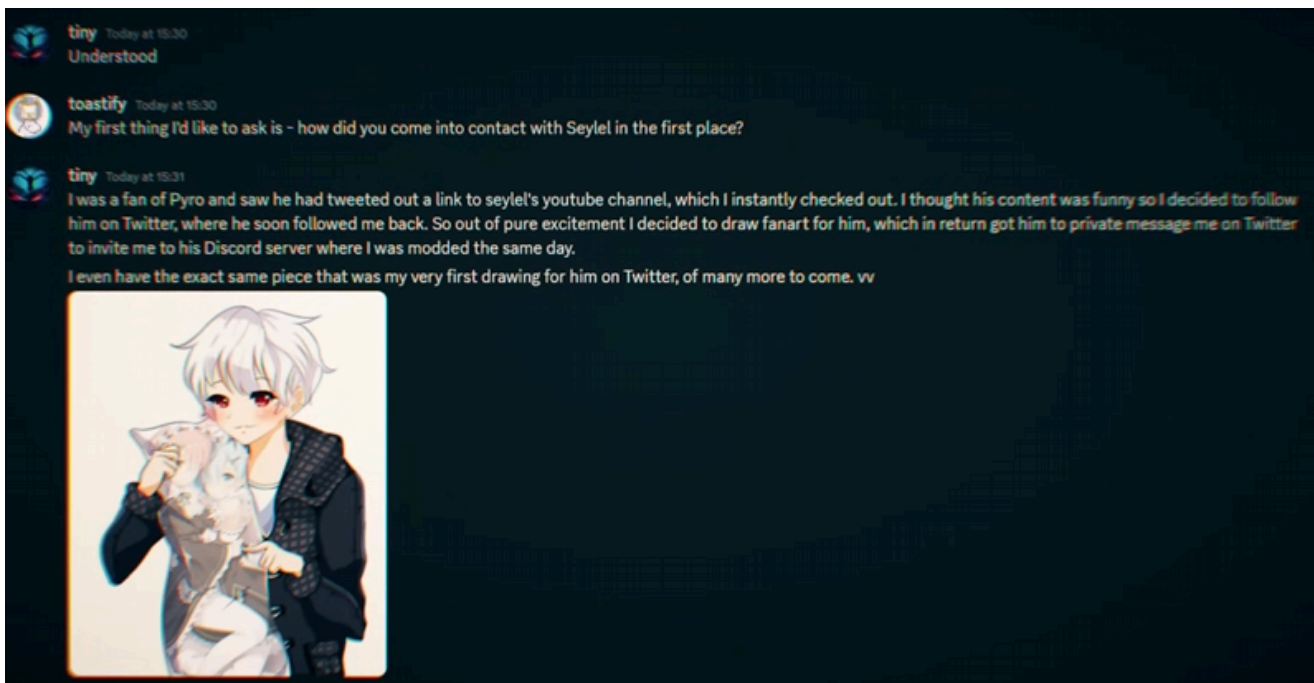 tiny Today at 15:30
Understood
toastify Today at 15:30
My first thing I'd like to ask is - how did you come into contact with Seylel in the first place?
tiny Today at 15:31
I was a fan of Pyro and saw he had tweeted out a link to seylel's youtube channel, which I instantly checked out. I thought his content was funny so I decided to follow
him on Twitter, where he soon followed me back. So out of pure excitement I decided to draw fanart for him, which in return got him to private message me on Twitter
to invite me to his Discord server where I was modded the same day.
I even have the exact same piece that was my very first drawing for him on Twitter, of many more to come. vv